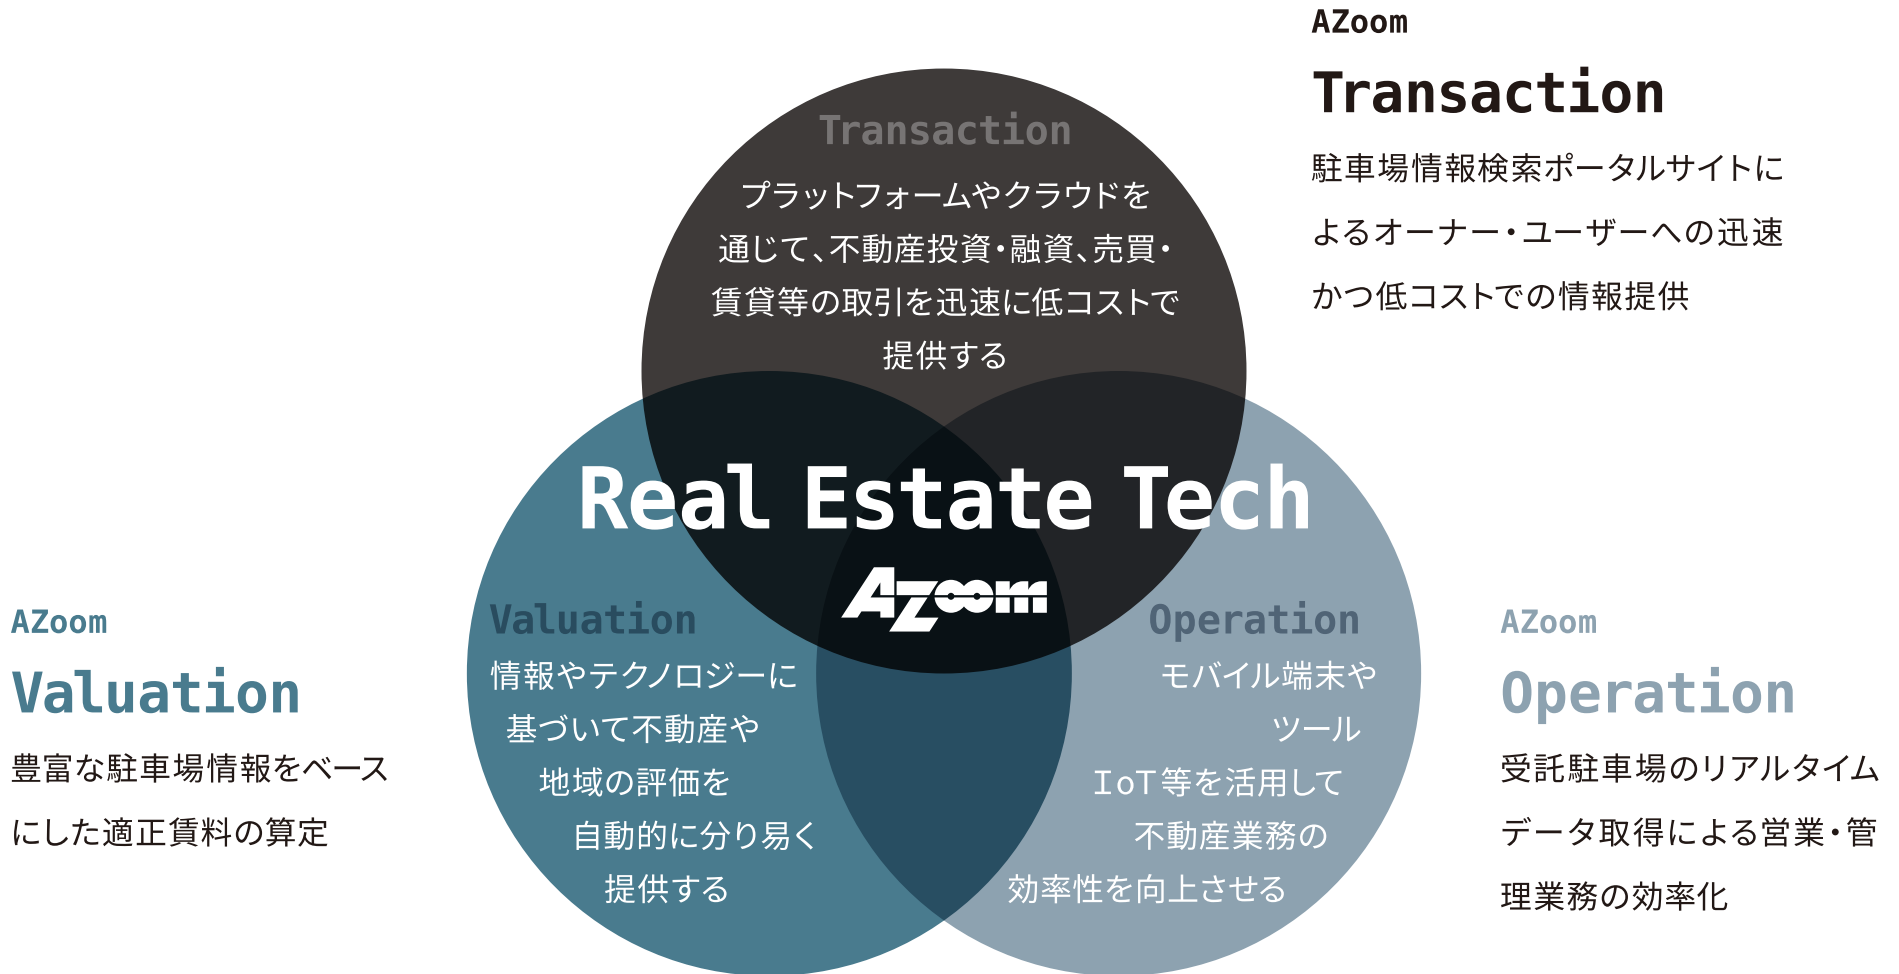 AZoom
Transaction
駐車場情報検索ポータルサイトに
よるオーナー・ユーザーへの迅速
かつ低コストでの情報提供
Transaction
プラットフォームやクラウドを
通じて、不動産投資・融資、売買・
賃貸等の取引を迅速に低コストで
提供する
Real Estate Tech
AZoom
AZoom
Valuation
豊富な駐車場情報をベース
にした適正賃料の算定
Valuation
情報やテクノロジーに
基づいて不動産や
地域の評価を
自動的に分り易く
提供する
Operation
モバイル端末や
ツール
IoT等を活用して
不動産業務の
効率性を向上させる
AZoom
Operation
受託駐車場のリアルタイム
データ取得による営業・管
理業務の効率化